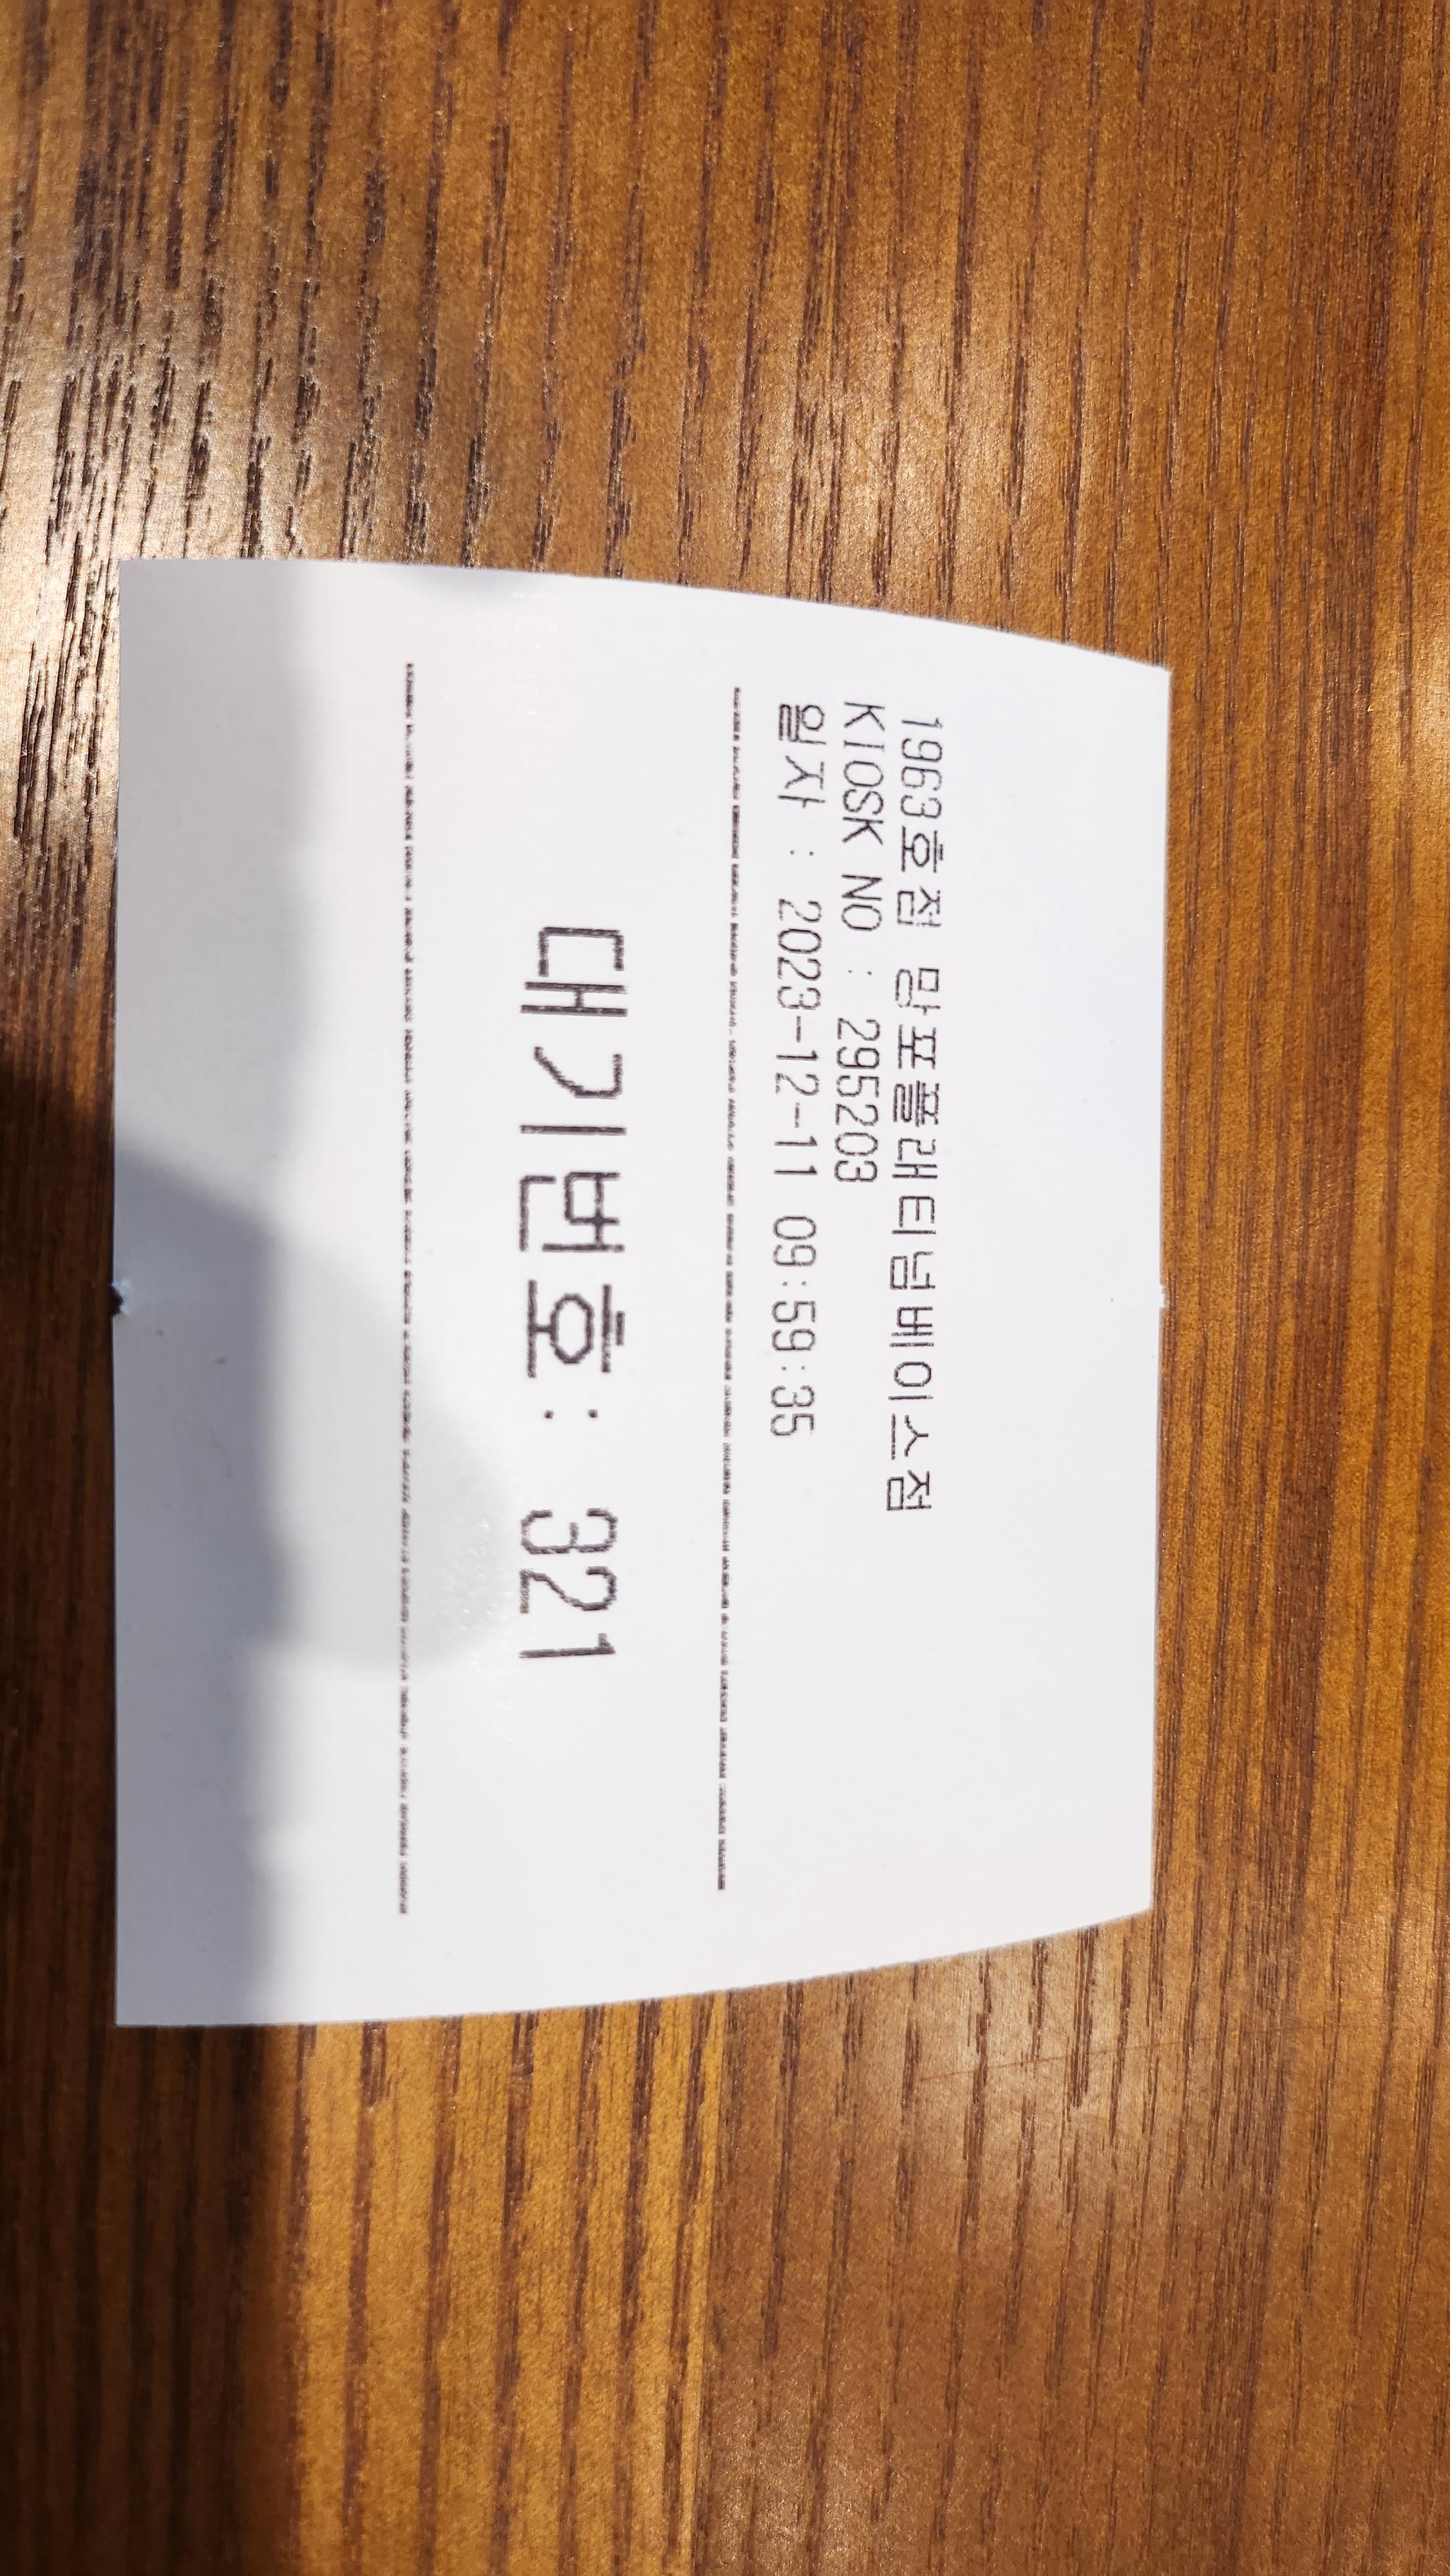 1963호점 망포플래티넘베이스점
KIOSK NO : 295203
일자 : 2023-12-11 09:59:35
대기번호: 321